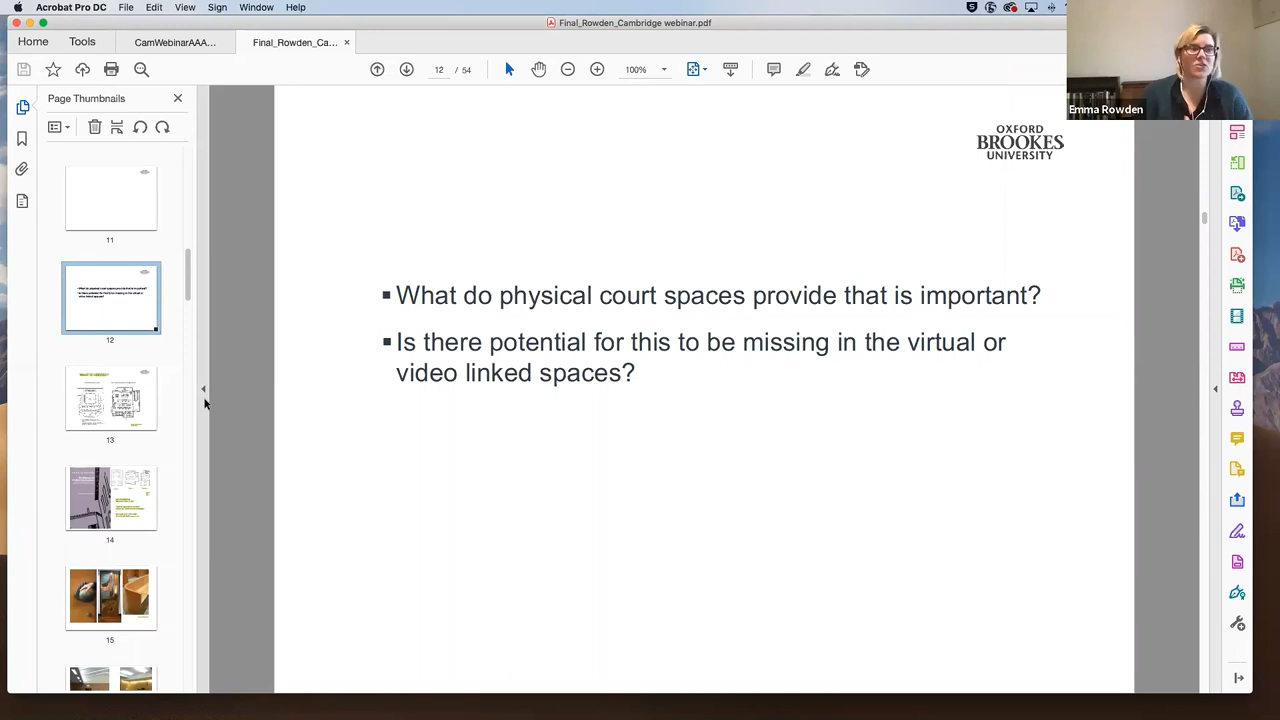 Acrobat Pro DC File Edit View Sign Window Help
Final_Rowden_Cambridge webinar.pdf
Home Tools CamWebinarAAA... Final_Rowden_Ca... ×
12 / 54 100%
Emma Rowden
Page Thumbnails
OXFORD
BROOKES
UNIVERSITY
11
12
13
14
15
▪ What do physical court spaces provide that is important?
▪ Is there potential for this to be missing in the virtual or
video linked spaces?